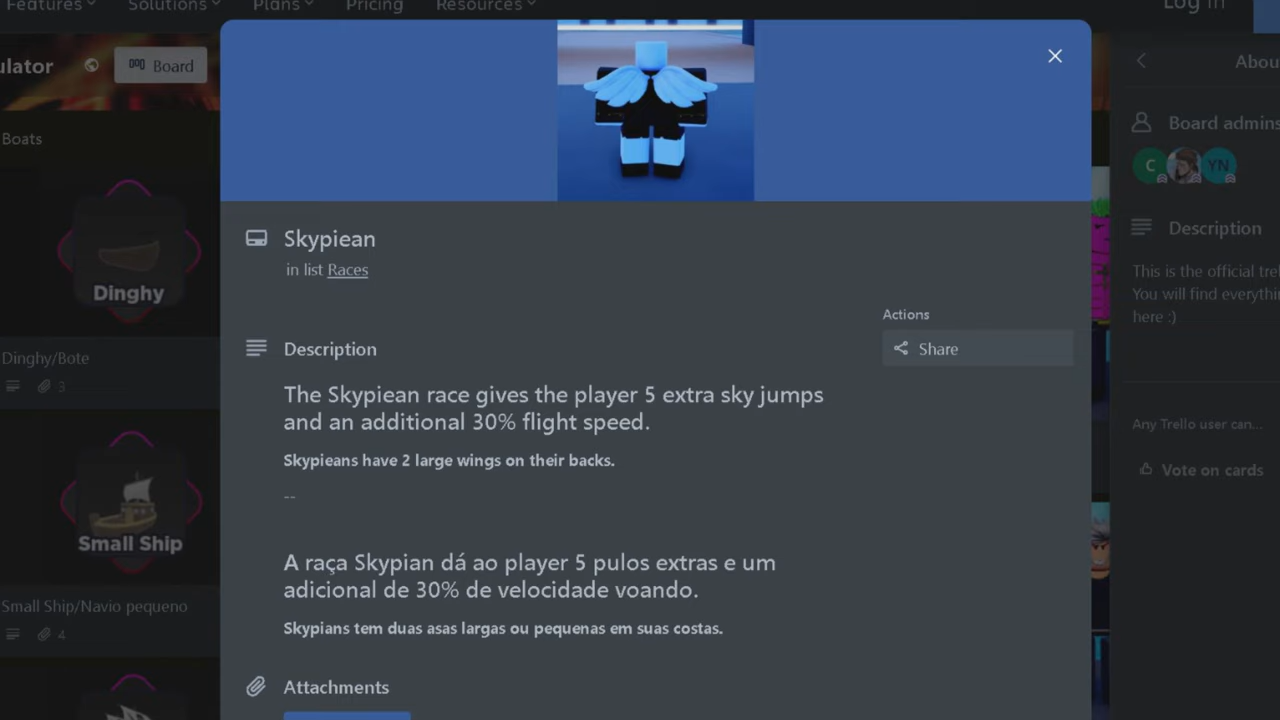 Features
Solutions
Plans
Pricing
Resources
Log in
ulator
Board
Abou
Boats
Board admins
C
YN
Dinghy
Skypiean
in list Races
Description
This is the official trel
You will find everythi
here :)
Actions
Share
Description
Dinghy/Bote
3
The Skypiean race gives the player 5 extra sky jumps
and an additional 30% flight speed.
Any Trello user can...
Skypieans have 2 large wings on their backs.
Vote on cards
--
Small Ship
A raça Skypian dá ao player 5 pulos extras e um
adicional de 30% de velocidade voando.
Small Ship/Navio pequeno
4
Skypians tem duas asas largas ou pequenas em suas costas.
Attachments